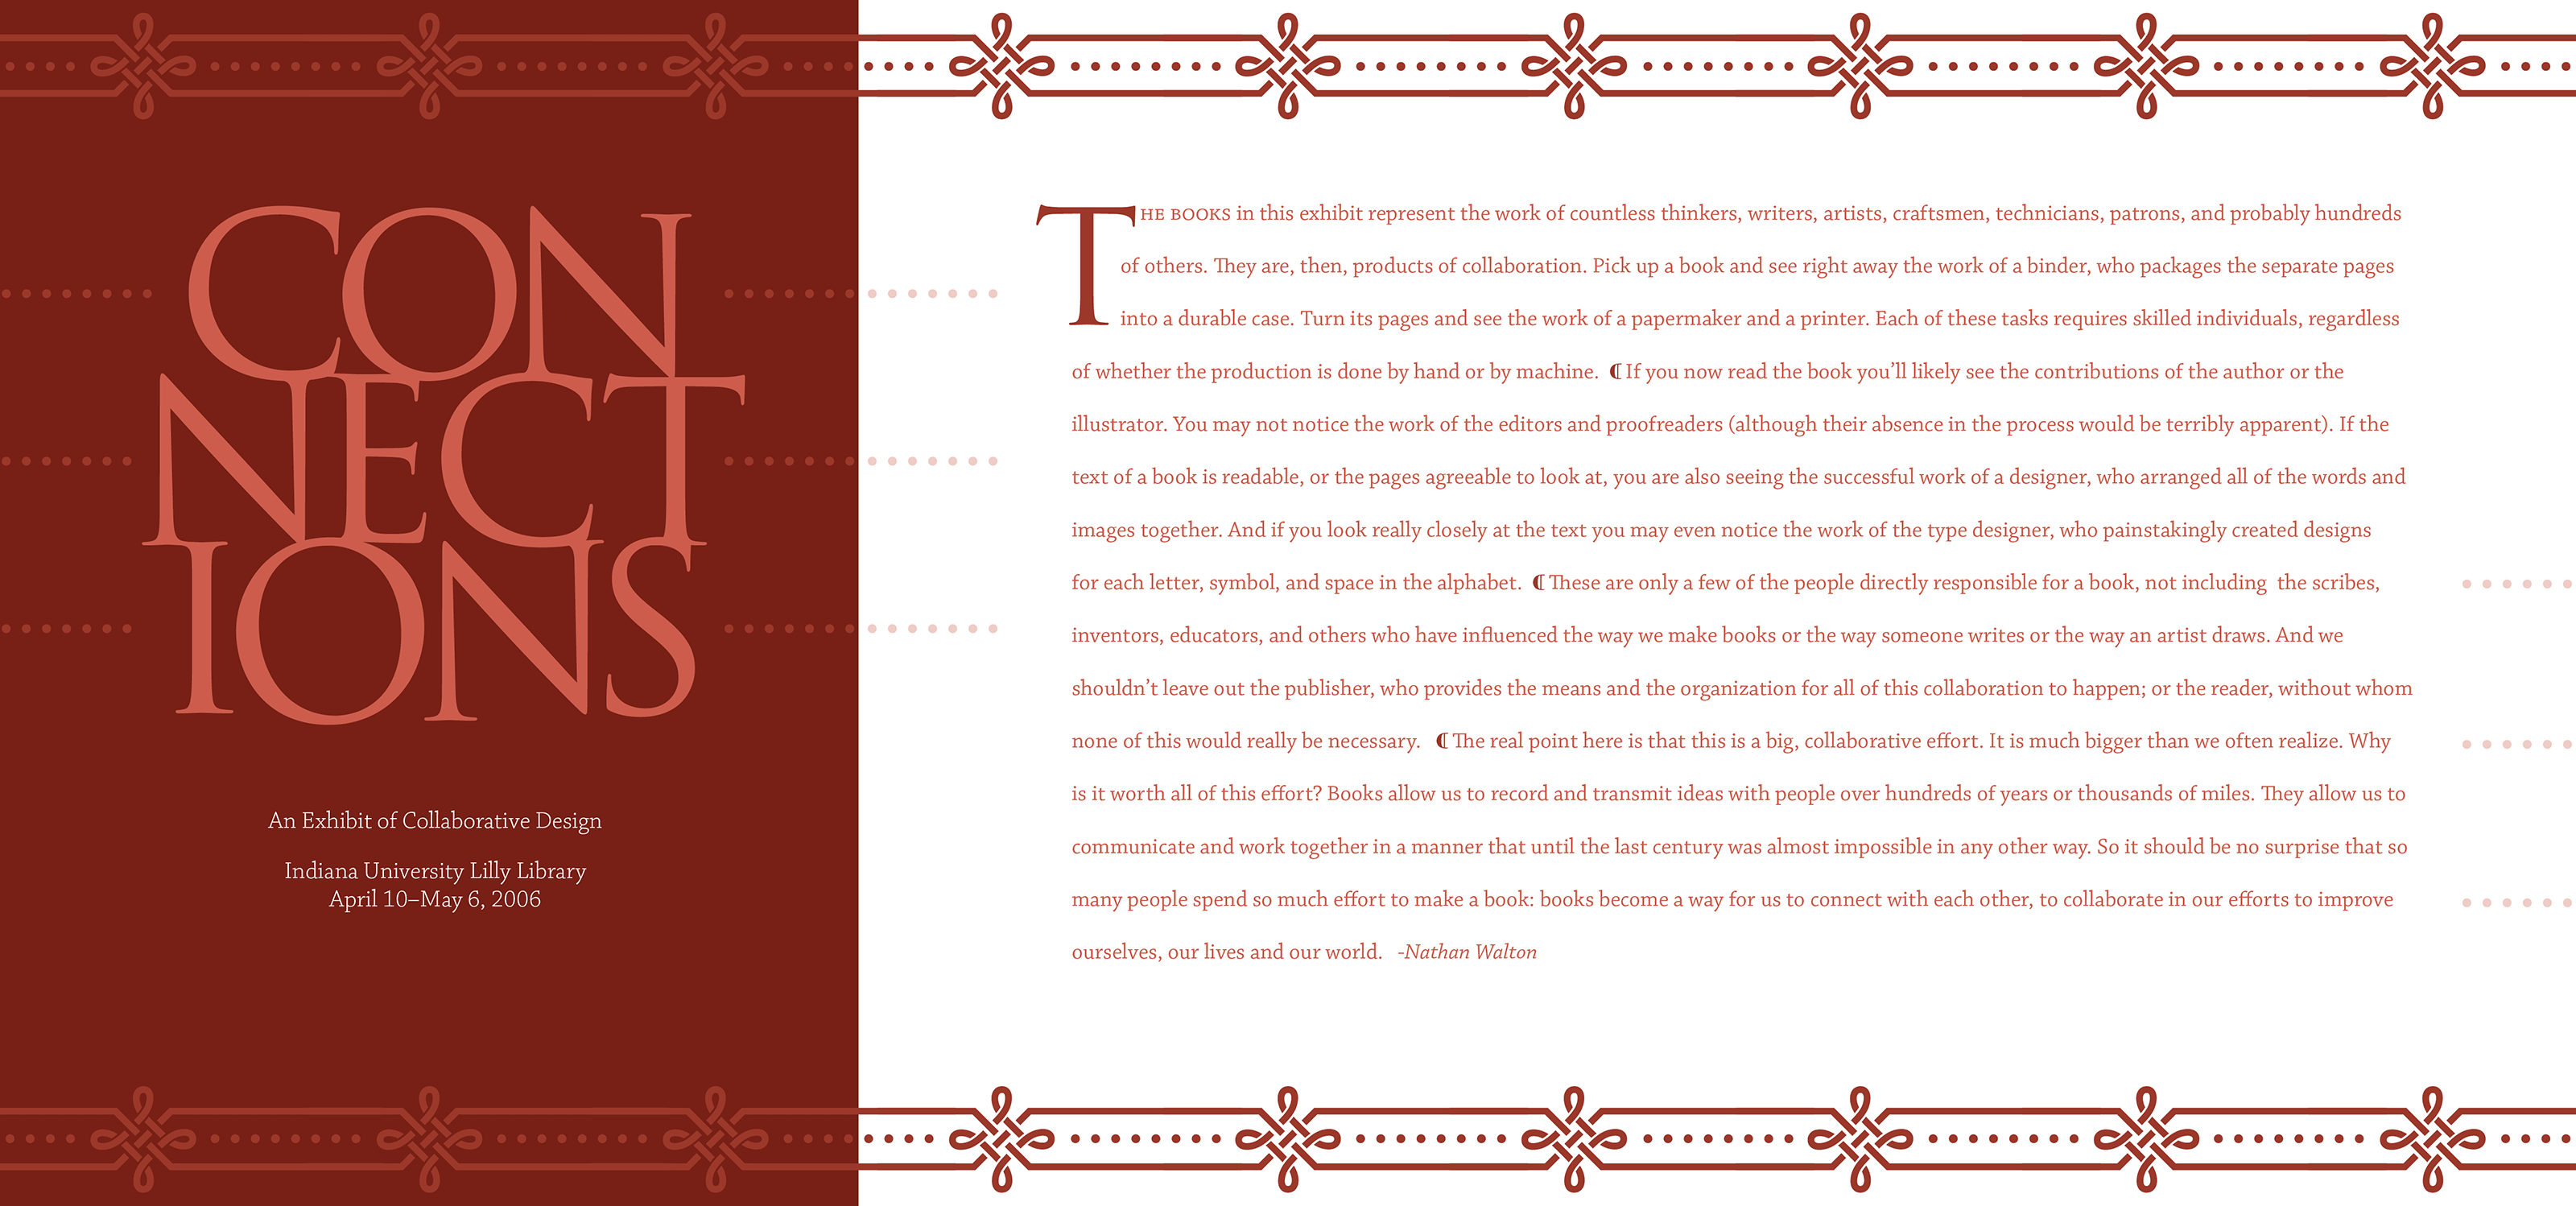 CON
NECT
IONS
An Exhibit of Collaborative Design
Indiana University Lilly Library
April 10–May 6, 2006
THE BOOKS in this exhibit represent the work of countless thinkers, writers, artists, craftsmen, technicians, patrons, and probably hundreds
of others. They are, then, products of collaboration. Pick up a book and see right away the work of a binder, who packages the separate pages
into a durable case. Turn its pages and see the work of a papermaker and a printer. Each of these tasks requires skilled individuals, regardless
of whether the production is done by hand or by machine. ¶ If you now read the book you’ll likely see the contributions of the author or the
illustrator. You may not notice the work of the editors and proofreaders (although their absence in the process would be terribly apparent). If the
text of a book is readable, or the pages agreeable to look at, you are also seeing the successful work of a designer, who arranged all of the words and
images together. And if you look really closely at the text you may even notice the work of the type designer, who painstakingly created designs
for each letter, symbol, and space in the alphabet. ¶ These are only a few of the people directly responsible for a book, not including the scribes,
inventors, educators, and others who have influenced the way we make books or the way someone writes or the way an artist draws. And we
shouldn’t leave out the publisher, who provides the means and the organization for all of this collaboration to happen; or the reader, without whom
none of this would really be necessary. ¶ The real point here is that this is a big, collaborative effort. It is much bigger than we often realize. Why
is it worth all of this effort? Books allow us to record and transmit ideas with people over hundreds of years or thousands of miles. They allow us to
communicate and work together in a manner that until the last century was almost impossible in any other way. So it should be no surprise that so
many people spend so much effort to make a book: books become a way for us to connect with each other, to collaborate in our efforts to improve
ourselves, our lives and our world. -Nathan Walton